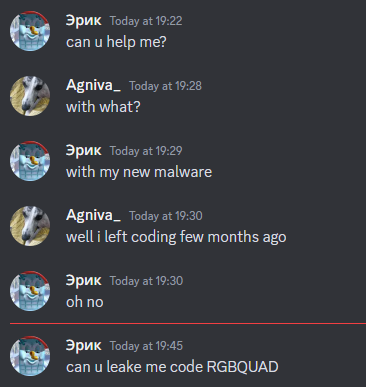 Эрик Today at 19:22
can u help me?
Agniva_ Today at 19:28
with what?
Эрик Today at 19:29
with my new malware
Agniva_ Today at 19:30
well i left coding few months ago
Эрик Today at 19:30
oh no
Эрик Today at 19:45
can u leake me code RGBQUAD